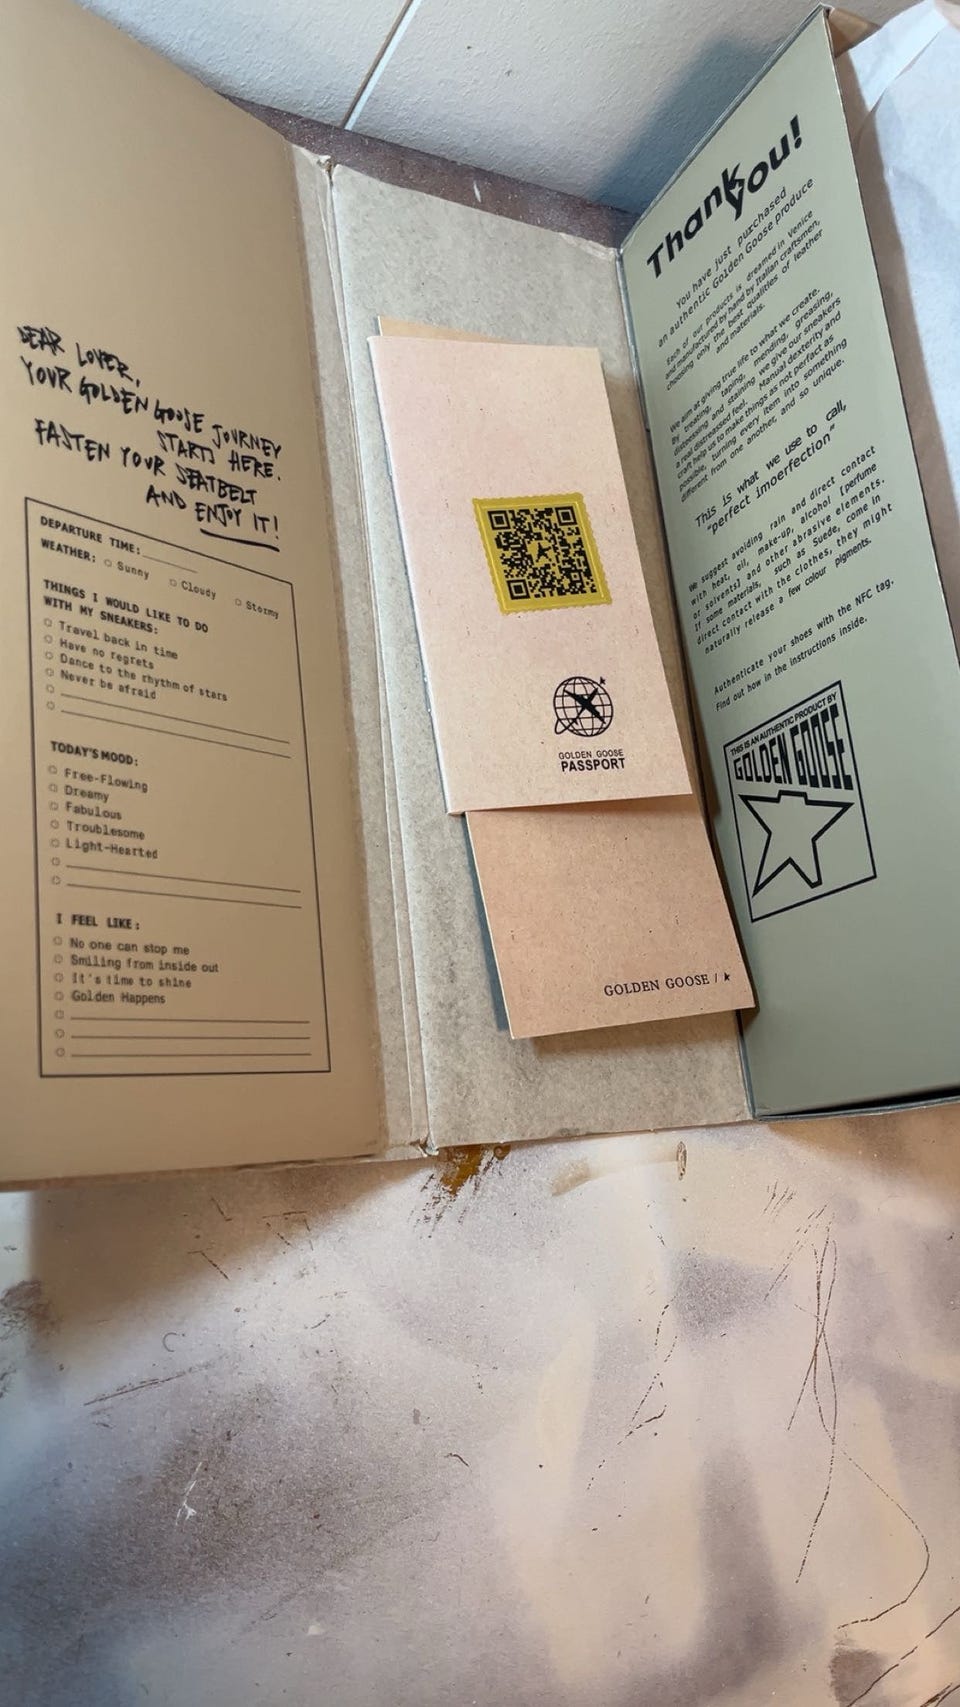 DEAR LOVER,
YOUR GOLDEN GOOSE JOURNEY
STARTS HERE.
FASTEN YOUR SEATBELT
AND ENJOY IT!
DEPARTURE TIME:
WEATHER: Sunny Cloudy Stormy
THINGS I WOULD LIKE TO DO
WITH MY SNEAKERS:
Travel back in time
Have no regrets
Dance to the rhythm of stars
Never be afraid
TODAY'S MOOD:
Free-Flowing
Dreamy
Fabulous
Troublesome
Light-Hearted
I FEEL LIKE:
No one can stop me
Smiling from inside out
It's time to shine
Golden Happens
GOLDEN GOOSE
PASSPORT
GOLDEN GOOSE /
Thank you!
You have just purchased
an authentic Golden Goose produce
Each of our products is dreamed in Venice
and manufactured by hand by Italian craftsmen,
choosing only the best qualities of leather
and materials.
We aim at giving true life to what we create.
By treating, taping, mending, greasing,
distressing and staining we give our sneakers
a real distressed feel. Manual dexterity and
craft help us to make things as not perfect as
possible, turning every item into something
different from one another, and so unique.
This is what we use to call,
"perfect imoerfection"
We suggest avoiding rain and direct contact
with heat, oil, make-up, alcohol [perfume
or solvents] and other abrasive elements.
If some materials, such as Suede, come in
direct contact with the clothes, they might
naturally release a few colour pigments.
Authenticate your shoes with the NFC tag.
Find out how in the instructions inside.
THIS IS AN AUTHENTIC PRODUCT BY
GOLDEN GOOSE